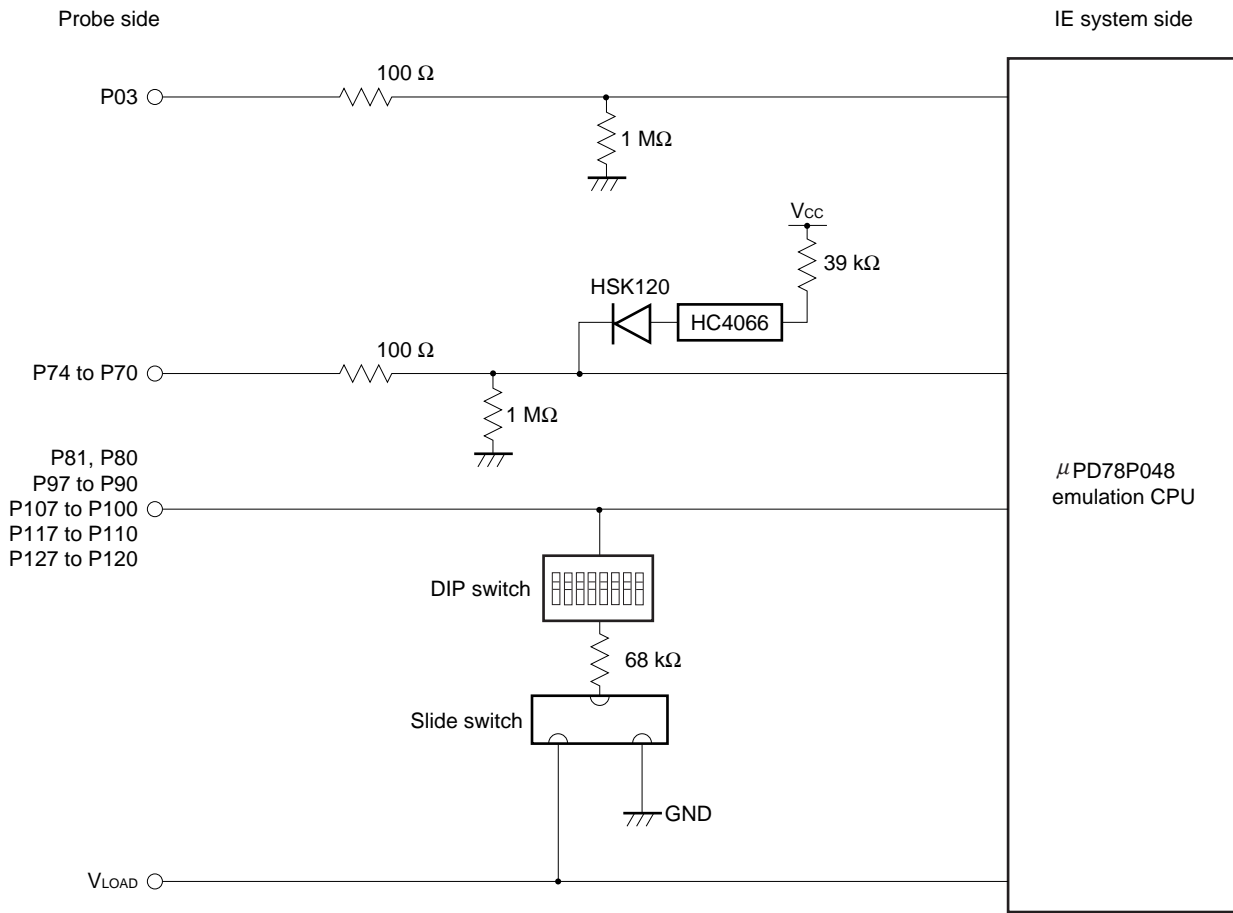 Probe side
IE system side
100 Ω
P03
1 MΩ
VCC
39 kΩ
HSK120
HC4066
100 Ω
P74 to P70
1 MΩ
P81, P80
P97 to P90
P107 to P100
P117 to P110
P127 to P120
μPD78P048
emulation CPU
DIP switch
68 kΩ
Slide switch
GND
VLOAD